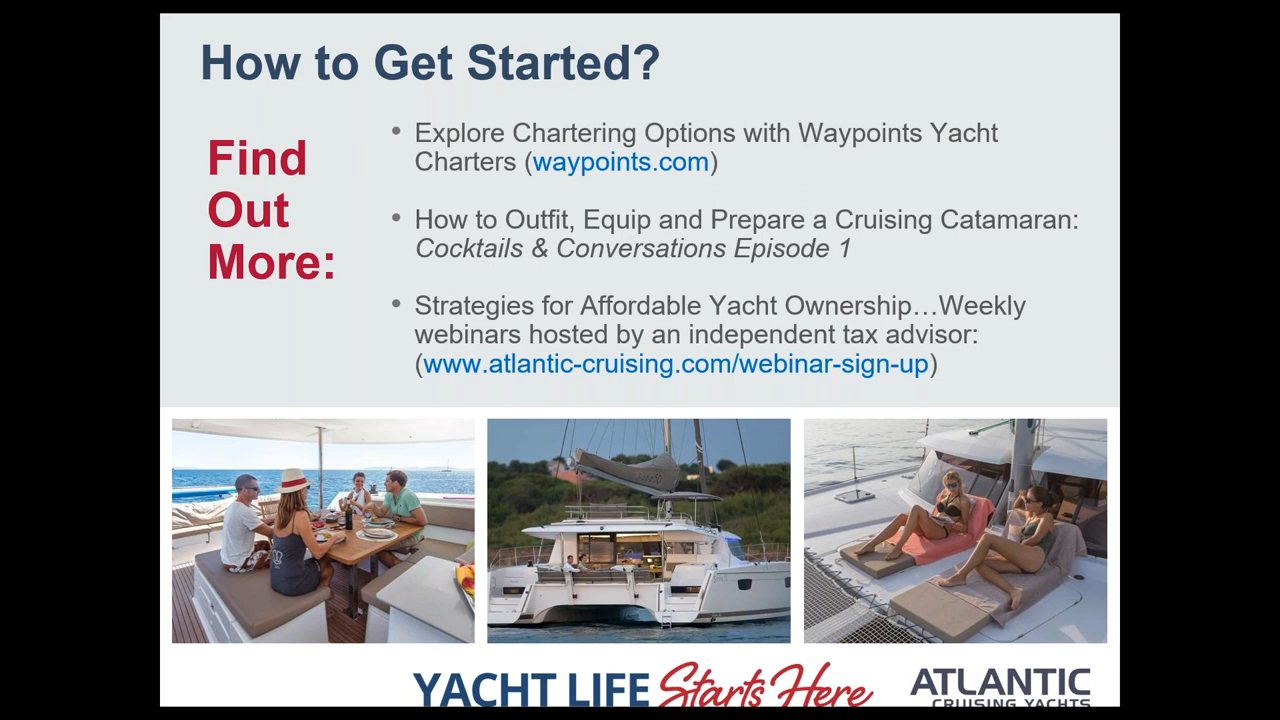 How to Get Started?
Find
Out
More:
• Explore Chartering Options with Waypoints Yacht
Charters (waypoints.com)
• How to Outfit, Equip and Prepare a Cruising Catamaran:
Cocktails & Conversations Episode 1
• Strategies for Affordable Yacht Ownership…Weekly
webinars hosted by an independent tax advisor:
(www.atlantic-cruising.com/webinar-sign-up)
YACHT LIFE Starts Here
ATLANTIC
CRUISING YACHTS